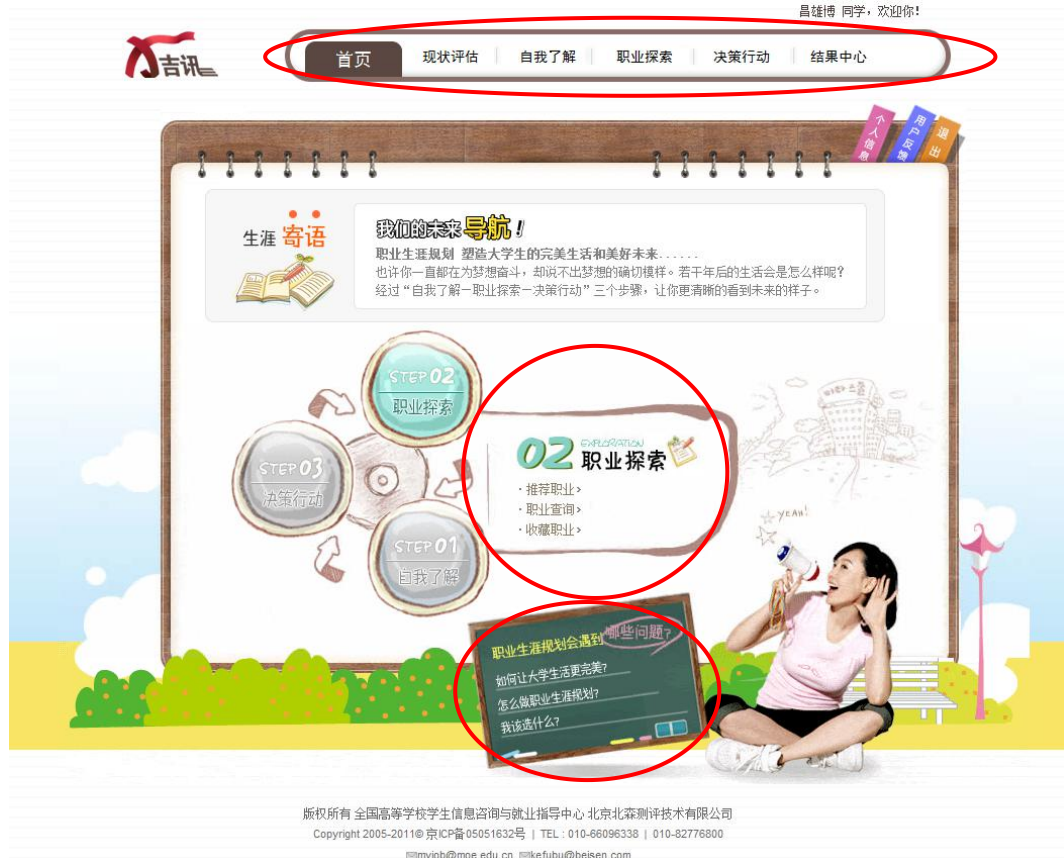 昌雄博 同学，欢迎你！
吉讯
首页 现状评估 自我了解 职业探索 决策行动 结果中心
个人信息
用户反馈
退出
生涯 寄语
我们的未来 导航！
职业生涯规划 塑造大学生的完美生活和美好未来......
也许你一直都在为梦想奋斗，却说不出梦想的确切模样。若干年后的生活会是怎么样呢？
经过“自我了解－职业探索－决策行动”三个步骤，让你更清晰的看到未来的样子。
STEP 02
职业探索
STEP 03
决策行动
STEP 01
自我了解
02 EXPLORATION
职业探索
· 推荐职业>
· 职业查询>
· 收藏职业>
YEAH!
职业生涯规划会遇到哪些问题?
如何让大学生活更完美?
怎么做职业生涯规划?
我该选什么?
版权所有 全国高等学校学生信息咨询与就业指导中心 北京北森测评技术有限公司
Copyright 2005-2011© 京ICP备05051632号 | TEL : 010-66096338 | 010-82776800
myjob@moe.edu.cn kefubu@beisen.com